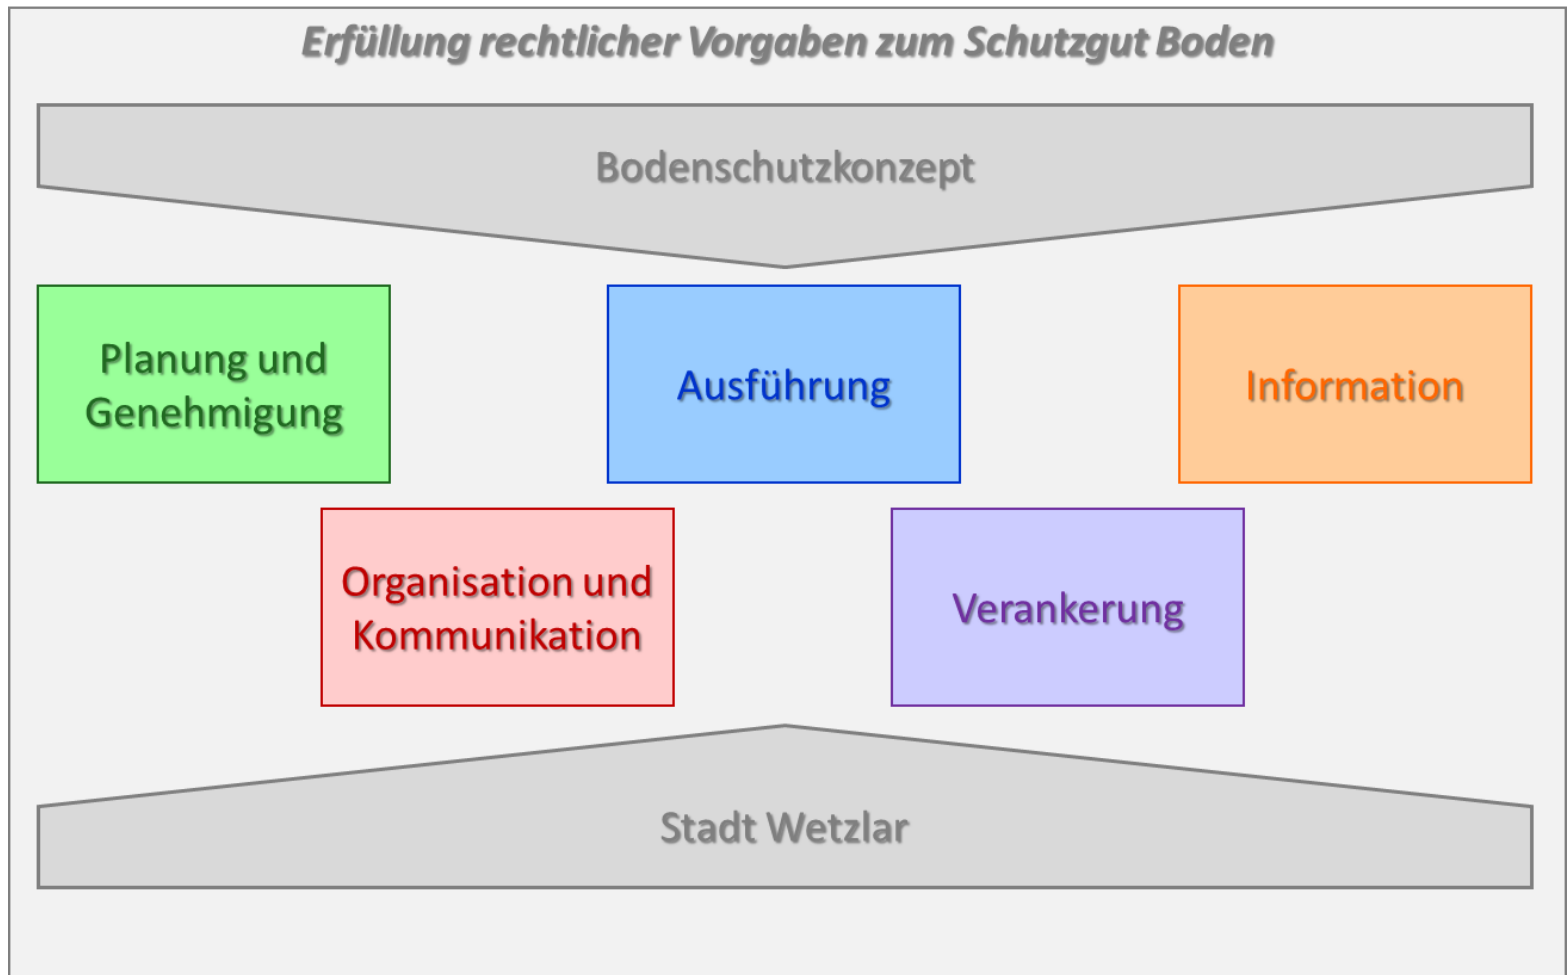 Erfüllung rechtlicher Vorgaben zum Schutzgut Boden
Bodenschutzkonzept
Planung und
Genehmigung
Ausführung
Information
Organisation und
Kommunikation
Verankerung
Stadt Wetzlar